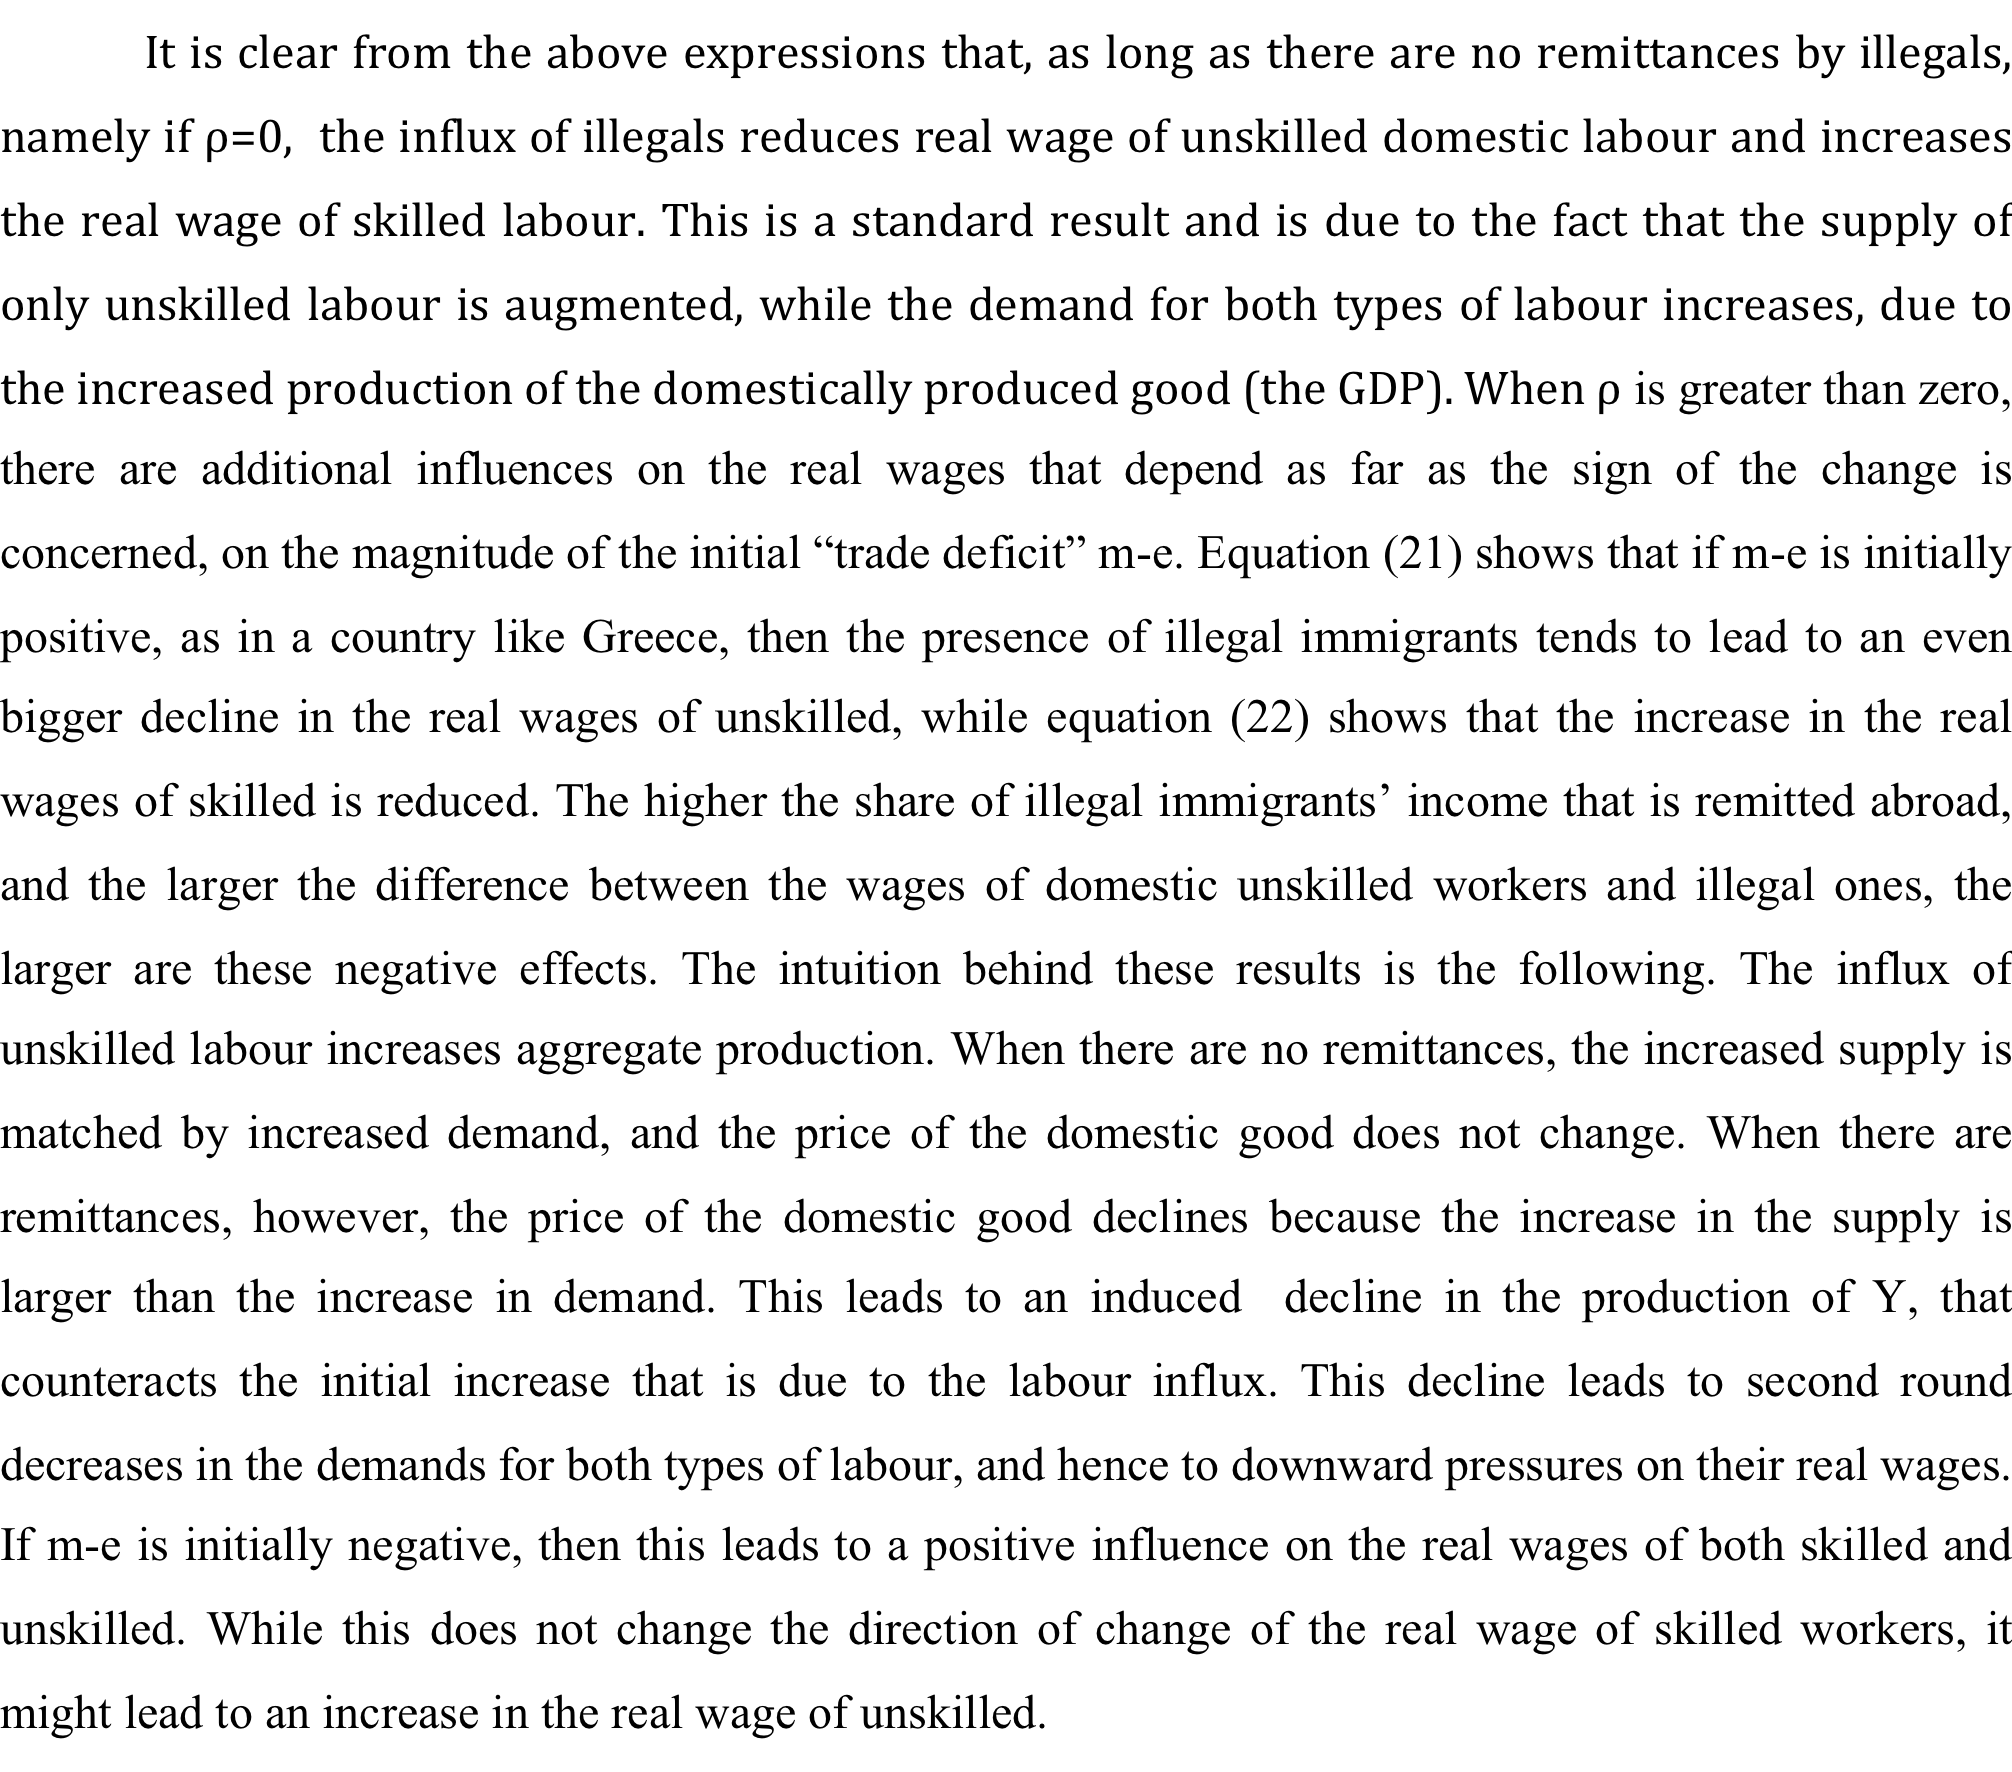 It is clear from the above expressions that, as long as there are no remittances by illegals,
namely if ρ=0,  the influx of illegals reduces real wage of unskilled domestic labour and increases
the real wage of skilled labour. This is a standard result and is due to the fact that the supply of
only unskilled labour is augmented, while the demand for both types of labour increases, due to
the increased production of the domestically produced good (the GDP). When ρ is greater than zero,
there are additional influences on the real wages that depend as far as the sign of the change is
concerned, on the magnitude of the initial “trade deficit” m-e. Equation (21) shows that if m-e is initially
positive, as in a country like Greece, then the presence of illegal immigrants tends to lead to an even
bigger decline in the real wages of unskilled, while equation (22) shows that the increase in the real
wages of skilled is reduced. The higher the share of illegal immigrants’ income that is remitted abroad,
and the larger the difference between the wages of domestic unskilled workers and illegal ones, the
larger are these negative effects. The intuition behind these results is the following. The influx of
unskilled labour increases aggregate production. When there are no remittances, the increased supply is
matched by increased demand, and the price of the domestic good does not change. When there are
remittances, however, the price of the domestic good declines because the increase in the supply is
larger than the increase in demand. This leads to an induced  decline in the production of Y, that
counteracts the initial increase that is due to the labour influx. This decline leads to second round
decreases in the demands for both types of labour, and hence to downward pressures on their real wages.
If m-e is initially negative, then this leads to a positive influence on the real wages of both skilled and
unskilled. While this does not change the direction of change of the real wage of skilled workers, it
might lead to an increase in the real wage of unskilled.